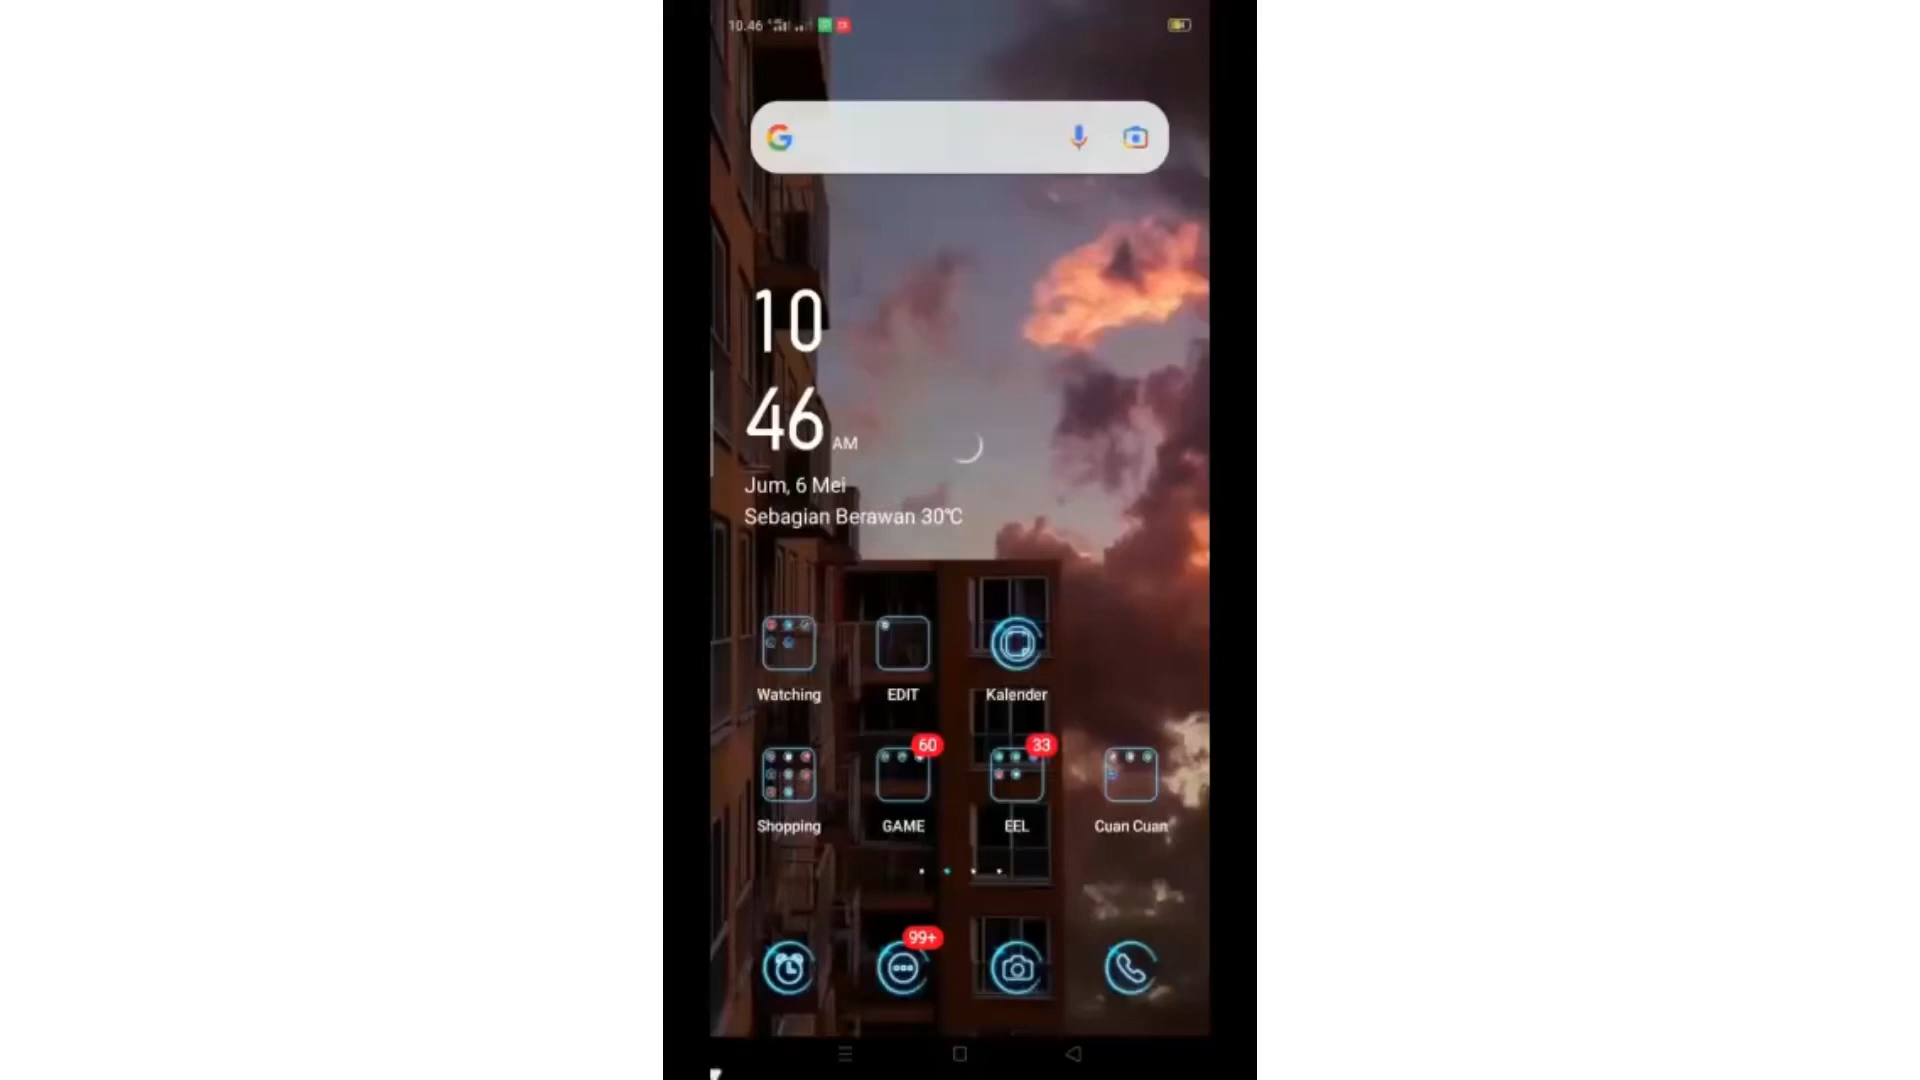 10.46
10
46 AM
Jum, 6 Mei
Sebagian Berawan 30℃
Watching
EDIT
Kalender
60
33
Shopping
GAME
EEL
Cuan Cuan
99+